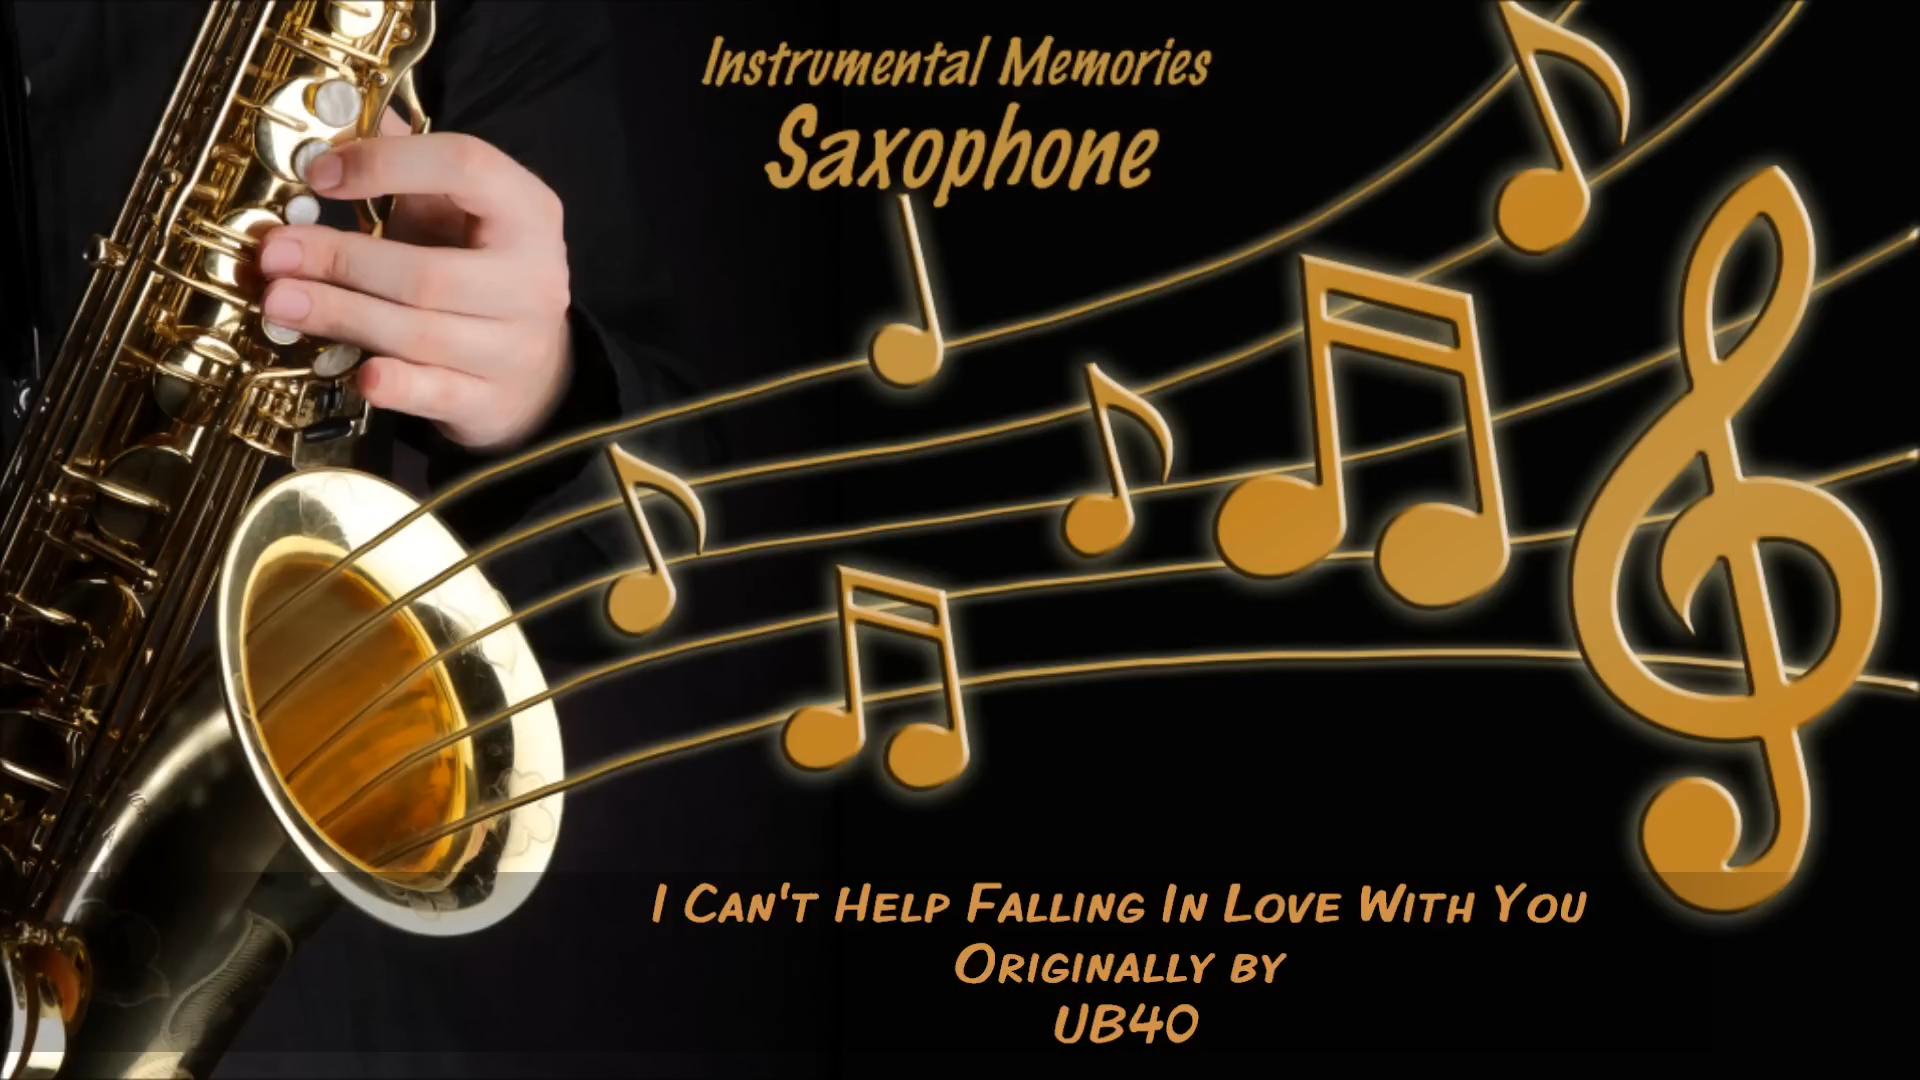 Instrumental Memories
Saxophone
I Can't Help Falling In Love With You
Originally by
UB40